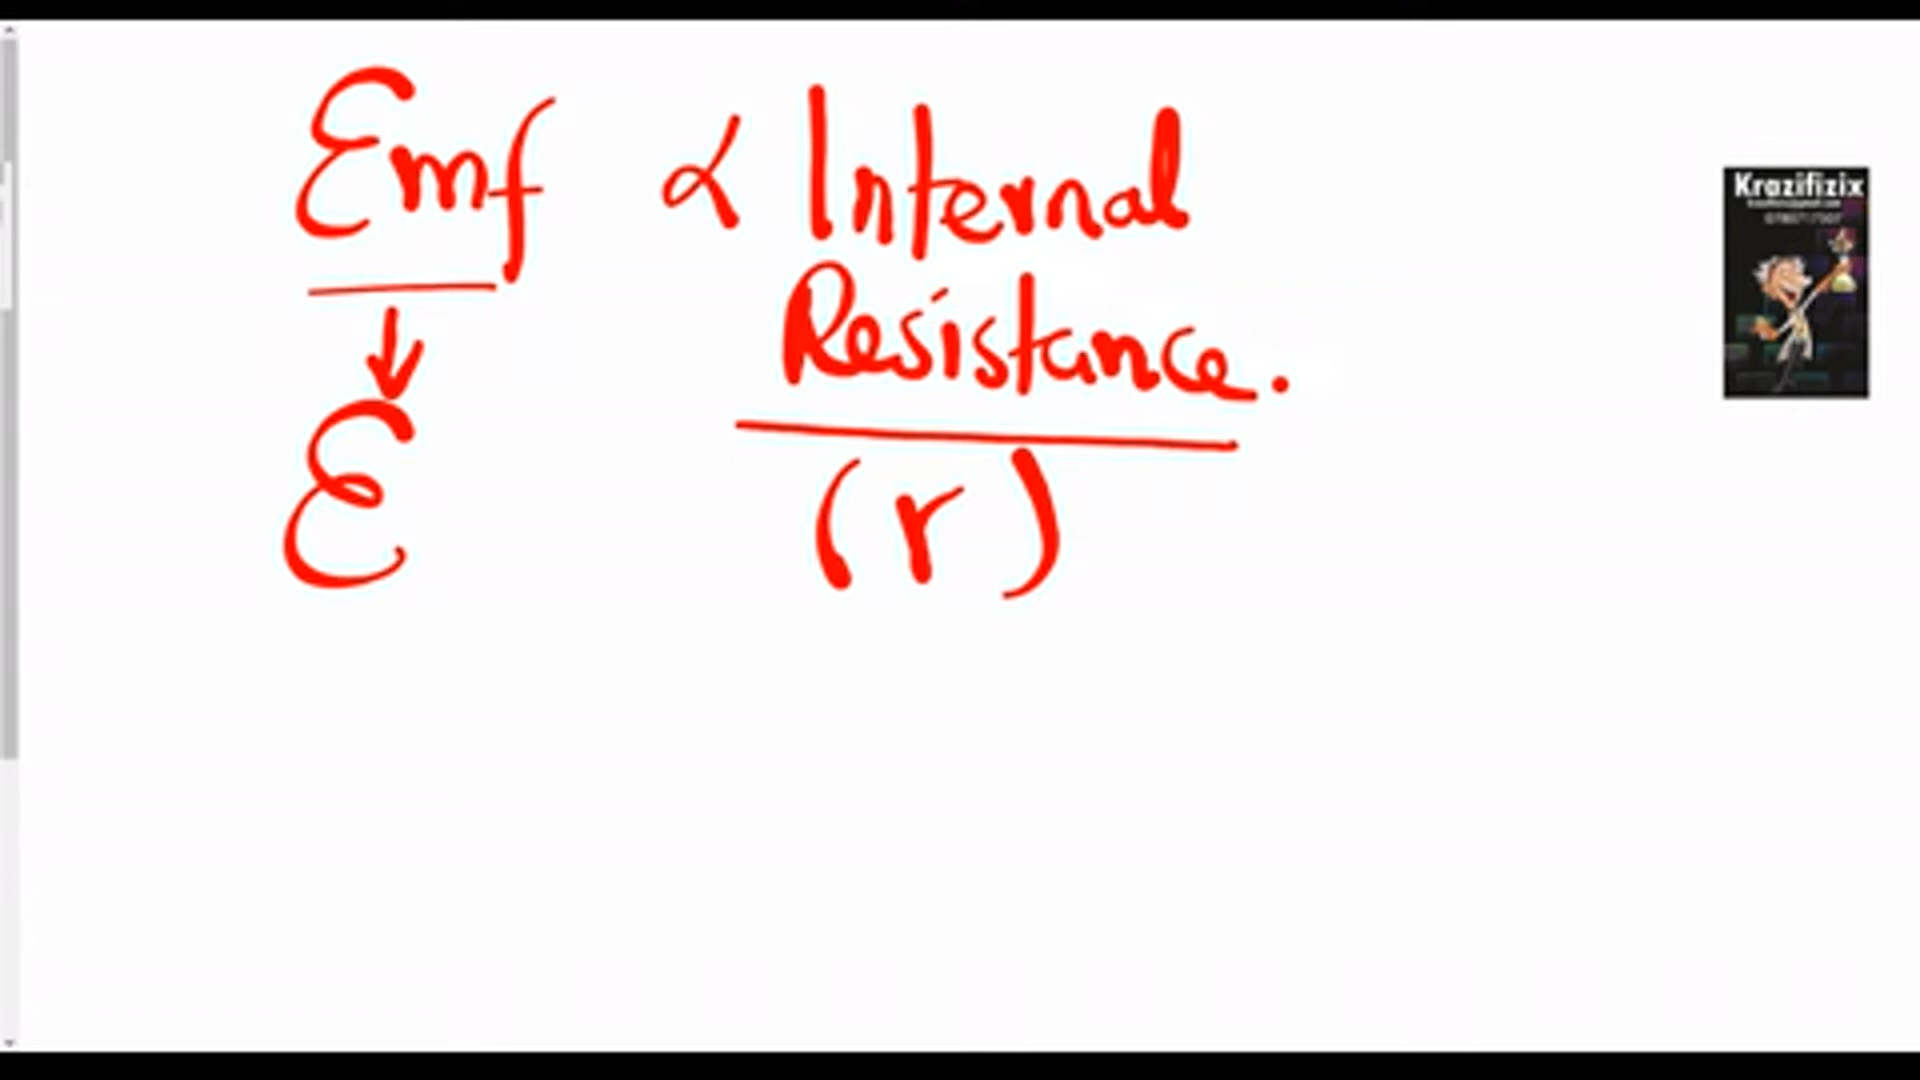 Emf α Internal
Resistance.
↓
ε (r)
Krazifizix